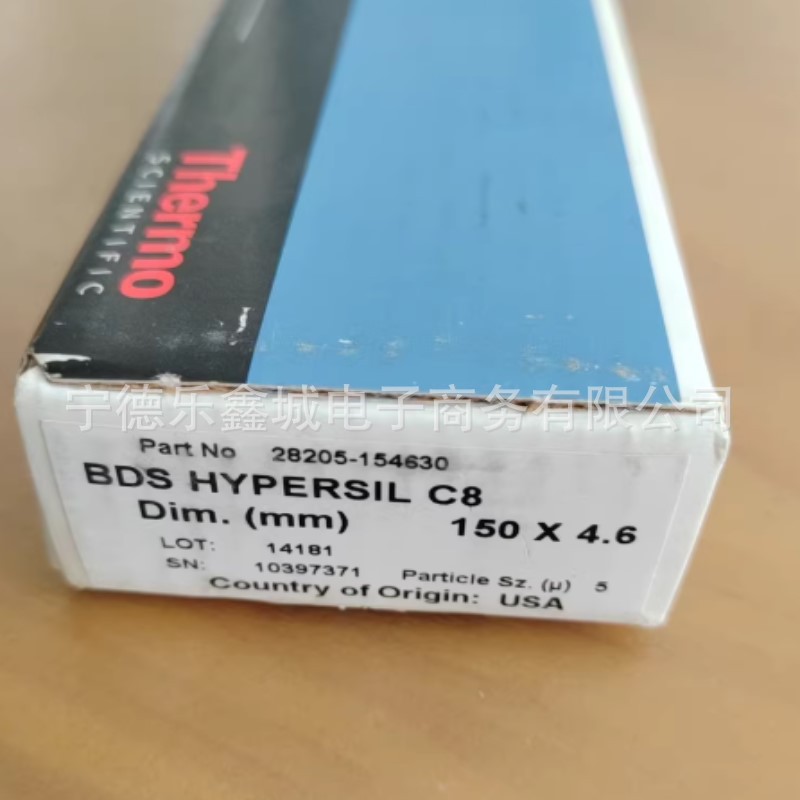 Thermo
SCIENTIFIC
宁德乐鑫城电子商务有限公司
Part No 28205-154630
BDS HYPERSIL C8
Dim. (mm) 150 X 4.6
LOT: 14181
SN: 10397371 Particle Sz. (µ) 5
Country of Origin: USA